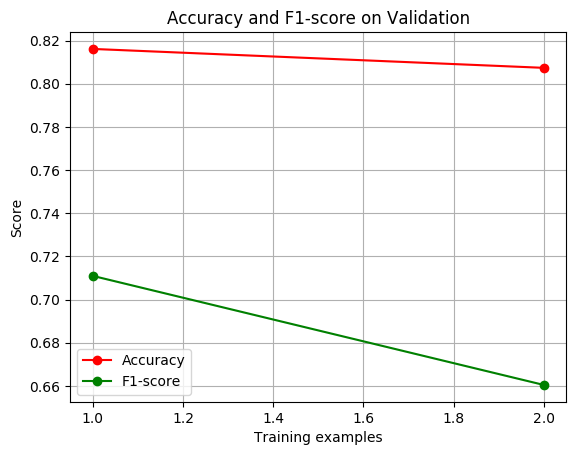 Accuracy and F1-score on Validation
0.82
0.80
0.78
0.76
0.74
0.72
0.70
0.68
0.66
Score
Accuracy
F1-score
1.0 1.2 1.4 1.6 1.8 2.0
Training examples